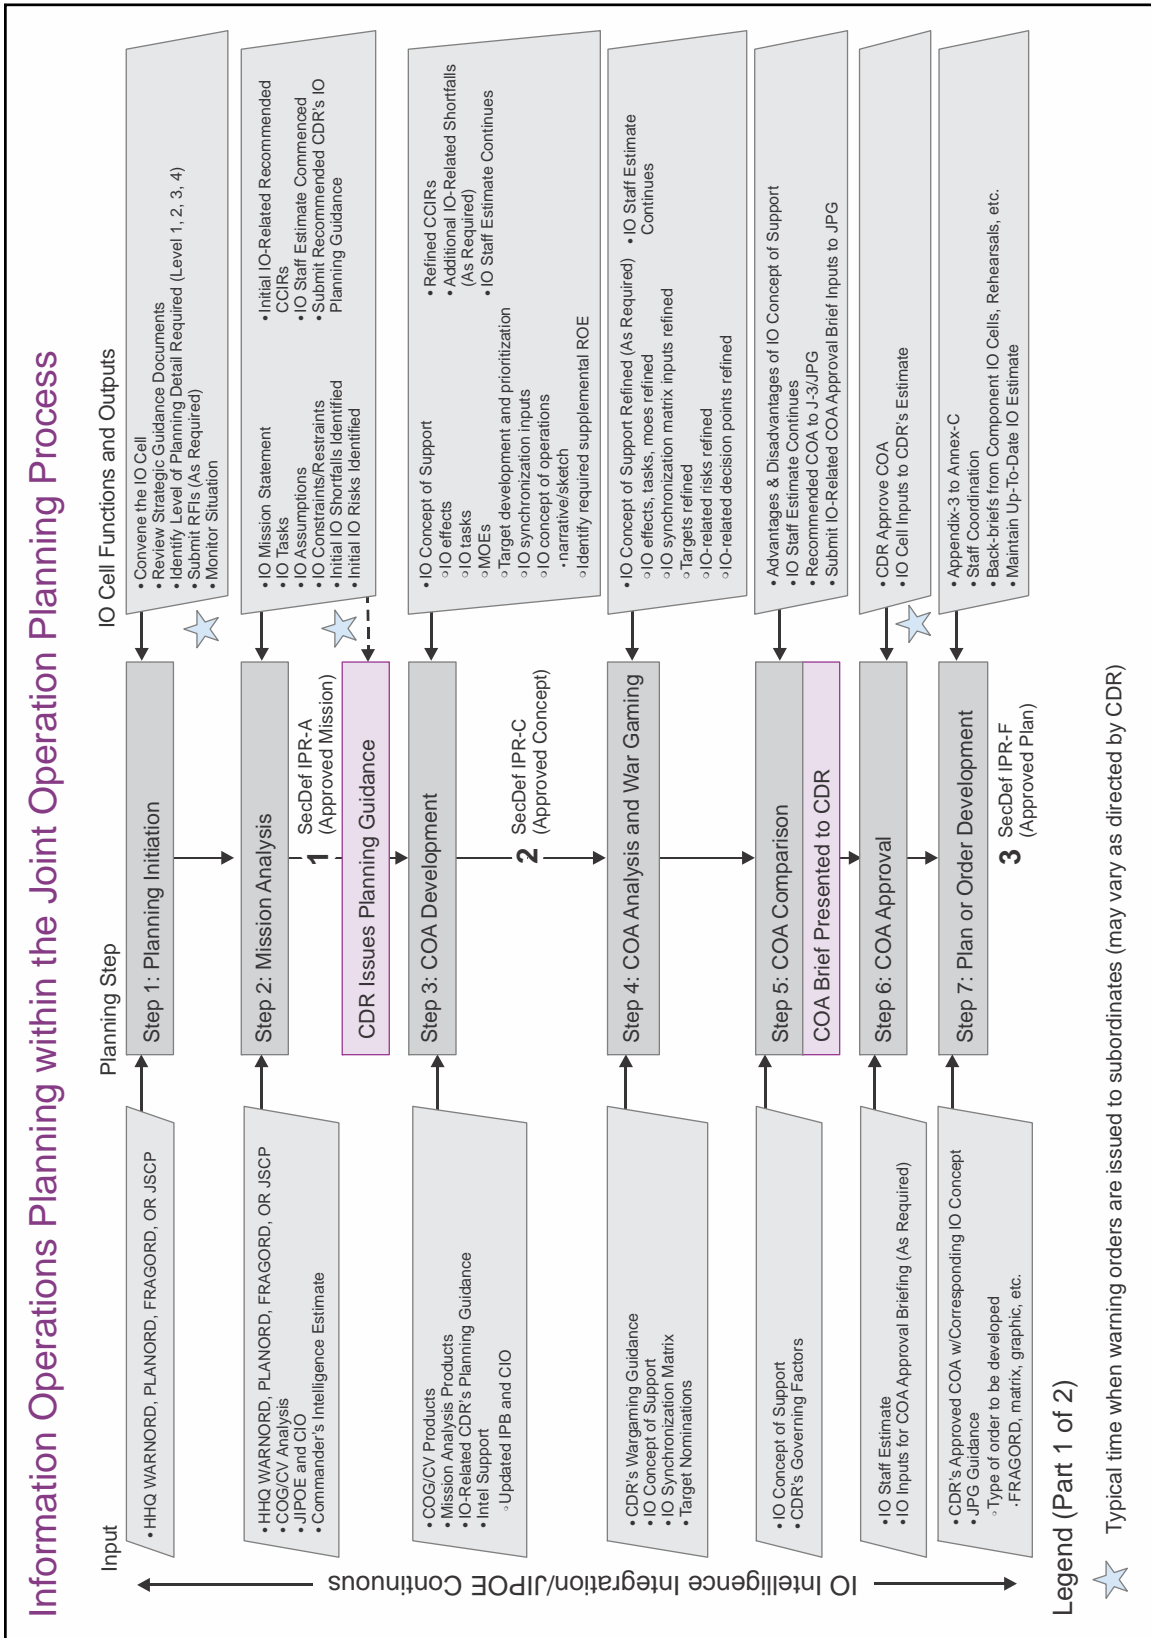 Information Operations Planning within the Joint Operation Planning Process
Input
Planning Step
IO Cell Functions and Outputs
• HHQ WARNORD, PLANORD, FRAGORD, OR JSCP
Step 1: Planning Initiation
• Convene the IO Cell
• Review Strategic Guidance Documents
• Identify Level of Planning Detail Required (Level 1, 2, 3, 4)
• Submit RFIs (As Required)
• Monitor Situation
• HHQ WARNORD, PLANORD, FRAGORD, OR JSCP
• COG/CV Analysis
• JIPOE and CIO
• Commander's Intelligence Estimate
Step 2: Mission Analysis
• IO Mission Statement
• IO Tasks
• IO Assumptions
• IO Constraints/Restraints
• Initial IO Shortfalls Identified
• Initial IO Risks Identified
• Initial IO-Related Recommended
CCIRs
• IO Staff Estimate Commenced
• Submit Recommended CDR's IO
Planning Guidance
1
SecDef IPR-A
(Approved Mission)
CDR Issues Planning Guidance
• COG/CV Products
• Mission Analysis Products
• IO-Related CDR's Planning Guidance
• Intel Support
◦ Updated IPB and CIO
Step 3: COA Development
• IO Concept of Support
◦ IO effects
◦ IO tasks
◦ MOEs
◦ Target development and prioritization
◦ IO synchronization inputs
◦ IO concept of operations
• narrative/sketch
◦ Identify required supplemental ROE
• Refined CCIRs
• Additional IO-Related Shortfalls
(As Required)
• IO Staff Estimate Continues
2
SecDef IPR-C
(Approved Concept)
• CDR's Wargaming Guidance
• IO Concept of Support
• IO Synchronization Matrix
• Target Nominations
Step 4: COA Analysis and War Gaming
• IO Concept of Support Refined (As Required)
◦ IO effects, tasks, moes refined
◦ IO synchronization matrix inputs refined
◦ Targets refined
◦ IO-related risks refined
◦ IO-related decision points refined
• IO Staff Estimate
Continues
• IO Concept of Support
• CDR's Governing Factors
Step 5: COA Comparison
COA Brief Presented to CDR
• Advantages & Disadvantages of IO Concept of Support
• IO Staff Estimate Continues
• Recommended COA to J-3/JPG
• Submit IO-Related COA Approval Brief Inputs to JPG
• IO Staff Estimate
• IO Inputs for COA Approval Briefing (As Required)
Step 6: COA Approval
• CDR Approve COA
• IO Cell Inputs to CDR's Estimate
• CDR's Approved COA w/Corresponding IO Concept
• JPG Guidance
◦ Type of order to be developed
• FRAGORD, matrix, graphic, etc.
Step 7: Plan or Order Development
• Appendix-3 to Annex-C
• Staff Coordination
• Back-briefs from Component IO Cells, Rehearsals, etc.
• Maintain Up-To-Date IO Estimate
3
SecDef IPR-F
(Approved Plan)
IO Intelligence Integration/JIPOE Continuous
Legend (Part 1 of 2)
Typical time when warning orders are issued to subordinates (may vary as directed by CDR)